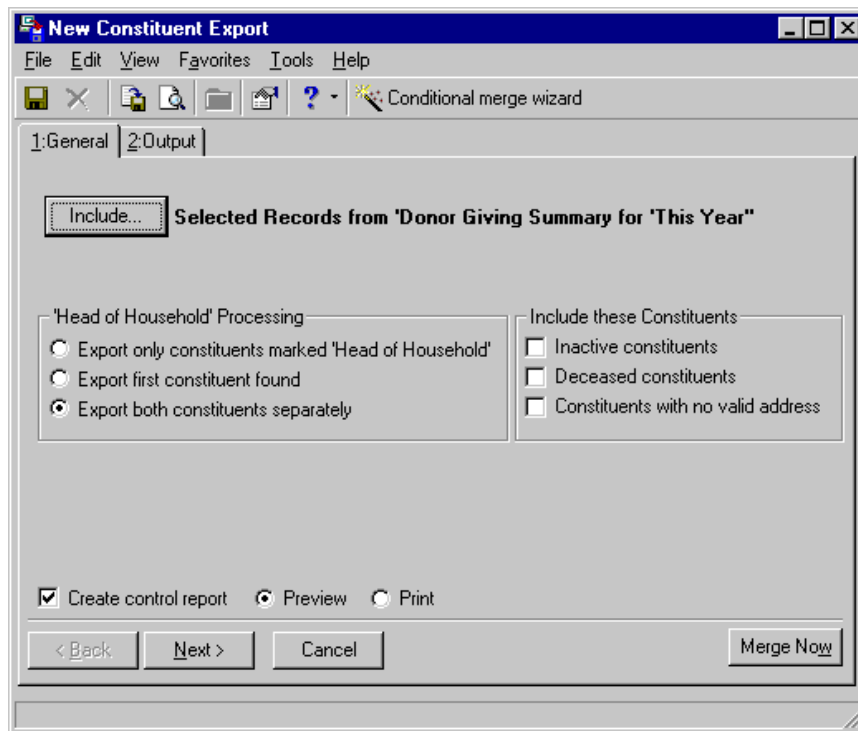 New Constituent Export
File Edit View Favorites Tools Help
? Conditional merge wizard
1:General 2:Output
Include... Selected Records from 'Donor Giving Summary for 'This Year''
'Head of Household' Processing
Export only constituents marked 'Head of Household'
Export first constituent found
Export both constituents separately
Include these Constituents
Inactive constituents
Deceased constituents
Constituents with no valid address
Create control report Preview Print
< Back Next > Cancel Merge Now